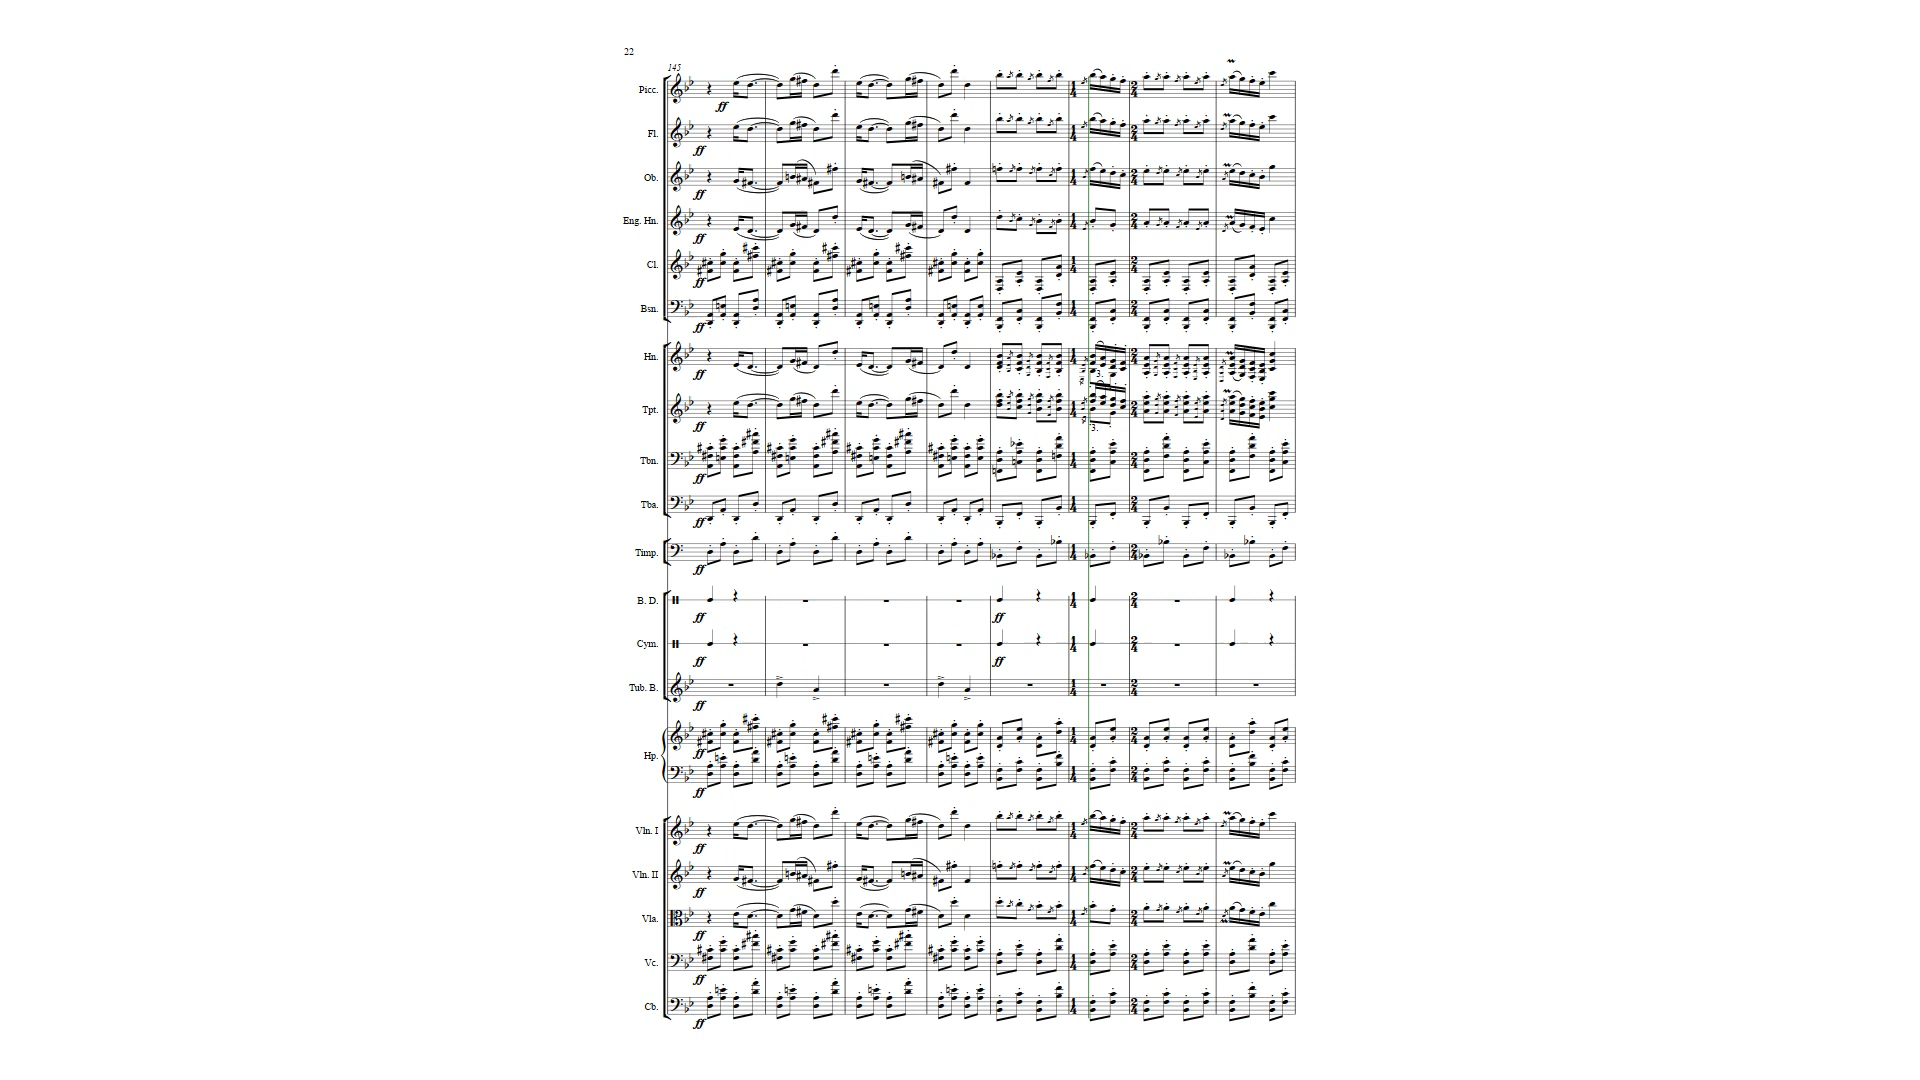 22
145
Picc.
ff
Fl.
ff
Ob.
ff
Eng. Hn.
ff
Cl.
ff
Bsn.
ff
Hn.
ff
3.
Tpt.
ff
3.
Tbn.
ff
Tba.
ff
Timp.
ff
B. D.
ff ff
Cym.
ff ff
Tub. B.
ff
Hp.
ff
ff
Vln. I
ff
Vln. II
ff
Vla.
ff
Vc.
ff
Cb.
ff